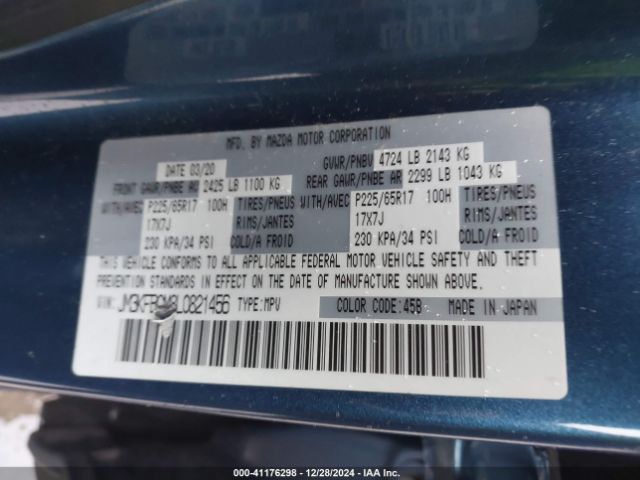 MFD. BY MAZDA MOTOR CORPORATION
DATE 03/20 GVWR/PNBV 4724 LB 2143 KG
FRONT GAWR/PNBE AR 2425 LB 1100 KG REAR GAWR/PNBE AR 2299 LB 1043 KG
WITH/AVEC P225/65R17 100H TIRES/PNEUS WITH/AVEC P225/65R17 100H TIRES/PNEUS
17X7J RIMS/JANTES 17X7J RIMS/JANTES
230 KPA/34 PSI COLD/A FROID 230 KPA/34 PSI COLD/A FROID
THIS VEHICLE CONFORMS TO ALL APPLICABLE FEDERAL MOTOR VEHICLE SAFETY AND THEFT
PREVENTION STANDARDS IN EFFECT ON THE DATE OF MANUFACTURE SHOWN ABOVE.
TYPE:MPV COLOR CODE:45B MADE IN JAPAN
000-41176298 - 12/28/2024 - IAA Inc.